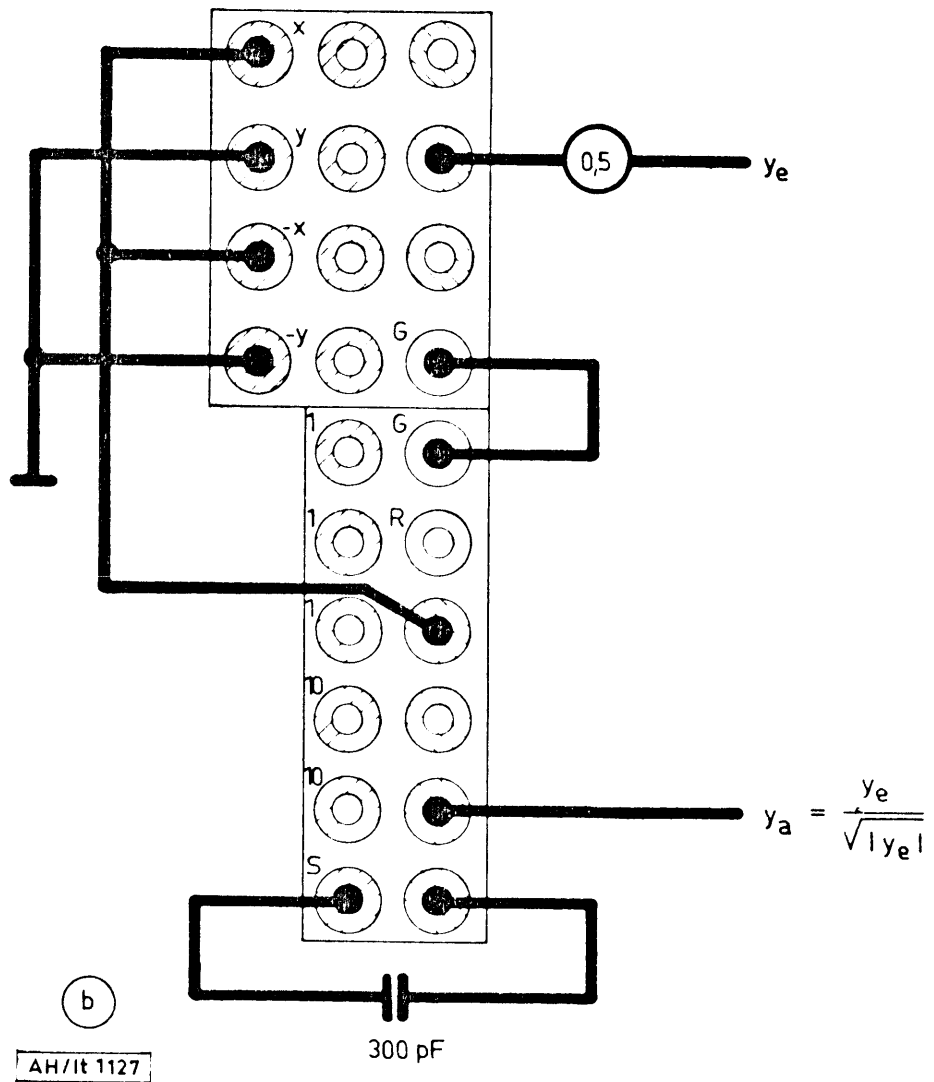 x
y
0,5
yₑ
-x
-y
G
1
G
1
R
1
10
10
yₐ = yₑ / √|yₑ|
S
b
300 pF
AH/It 1127